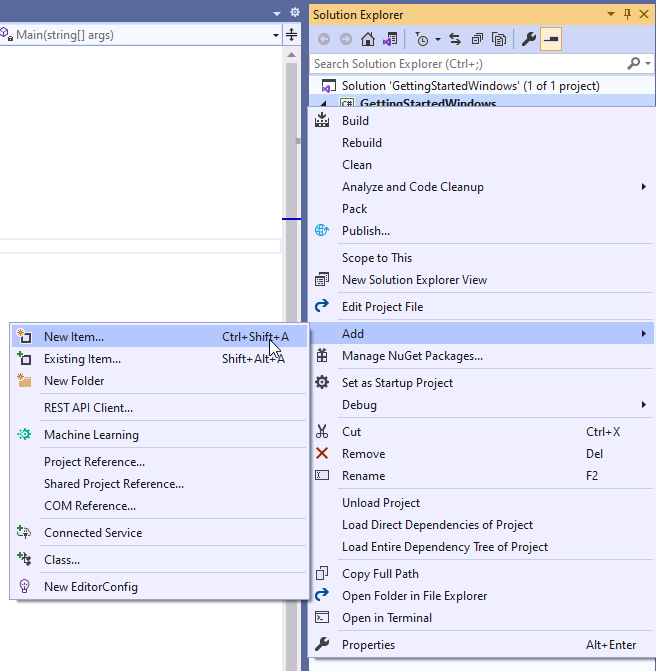 Solution Explorer
Main(string[] args)
Search Solution Explorer (Ctrl+;)
Solution 'GettingStartedWindows' (1 of 1 project)
C# GettingStartedWindows
Build
Rebuild
Clean
Analyze and Code Cleanup
Pack
Publish...
Scope to This
New Solution Explorer View
Edit Project File
Add
Manage NuGet Packages...
Set as Startup Project
Debug
Cut Ctrl+X
Remove Del
Rename F2
Unload Project
Load Direct Dependencies of Project
Load Entire Dependency Tree of Project
Copy Full Path
Open Folder in File Explorer
Open in Terminal
Properties Alt+Enter
New Item... Ctrl+Shift+A
Existing Item... Shift+Alt+A
New Folder
REST API Client...
Machine Learning
Project Reference...
Shared Project Reference...
COM Reference...
Connected Service
Class...
New EditorConfig